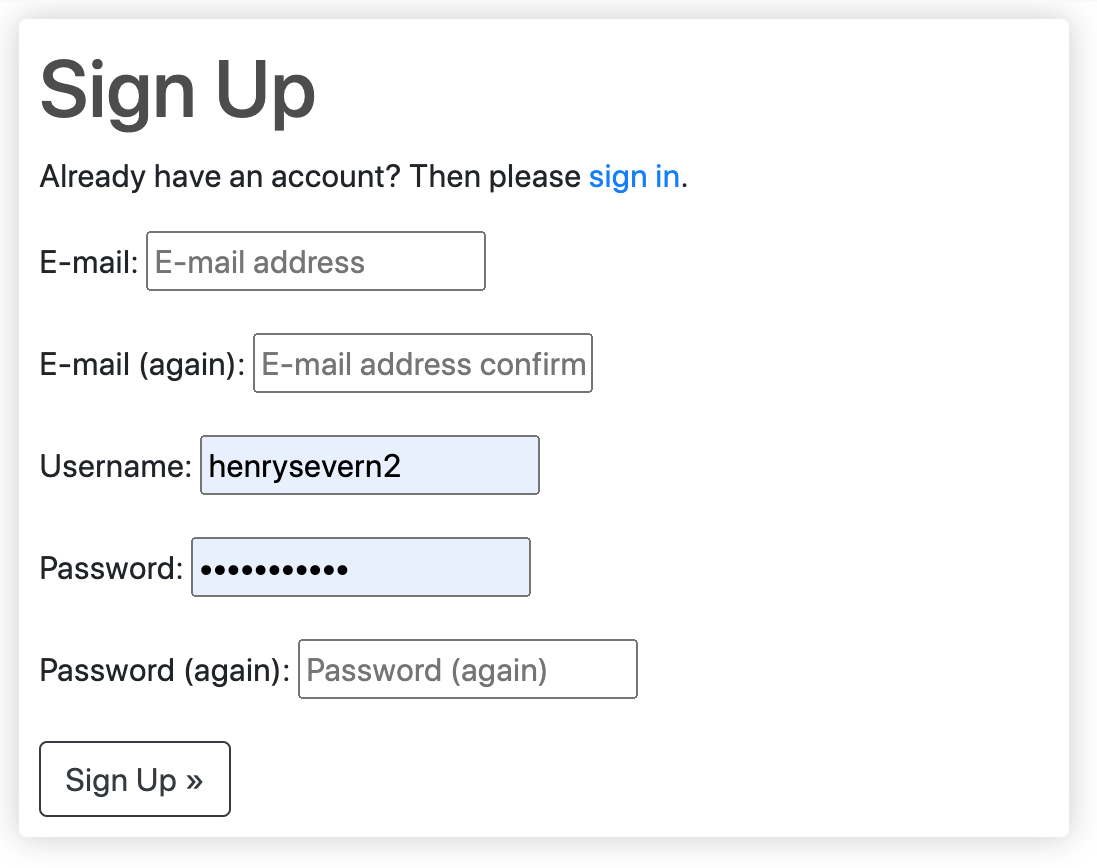 Sign Up
Already have an account? Then please sign in.
E-mail: E-mail address
E-mail (again): E-mail address confirm
Username: henrysevern2
Password: •••••••••••
Password (again): Password (again)
Sign Up »